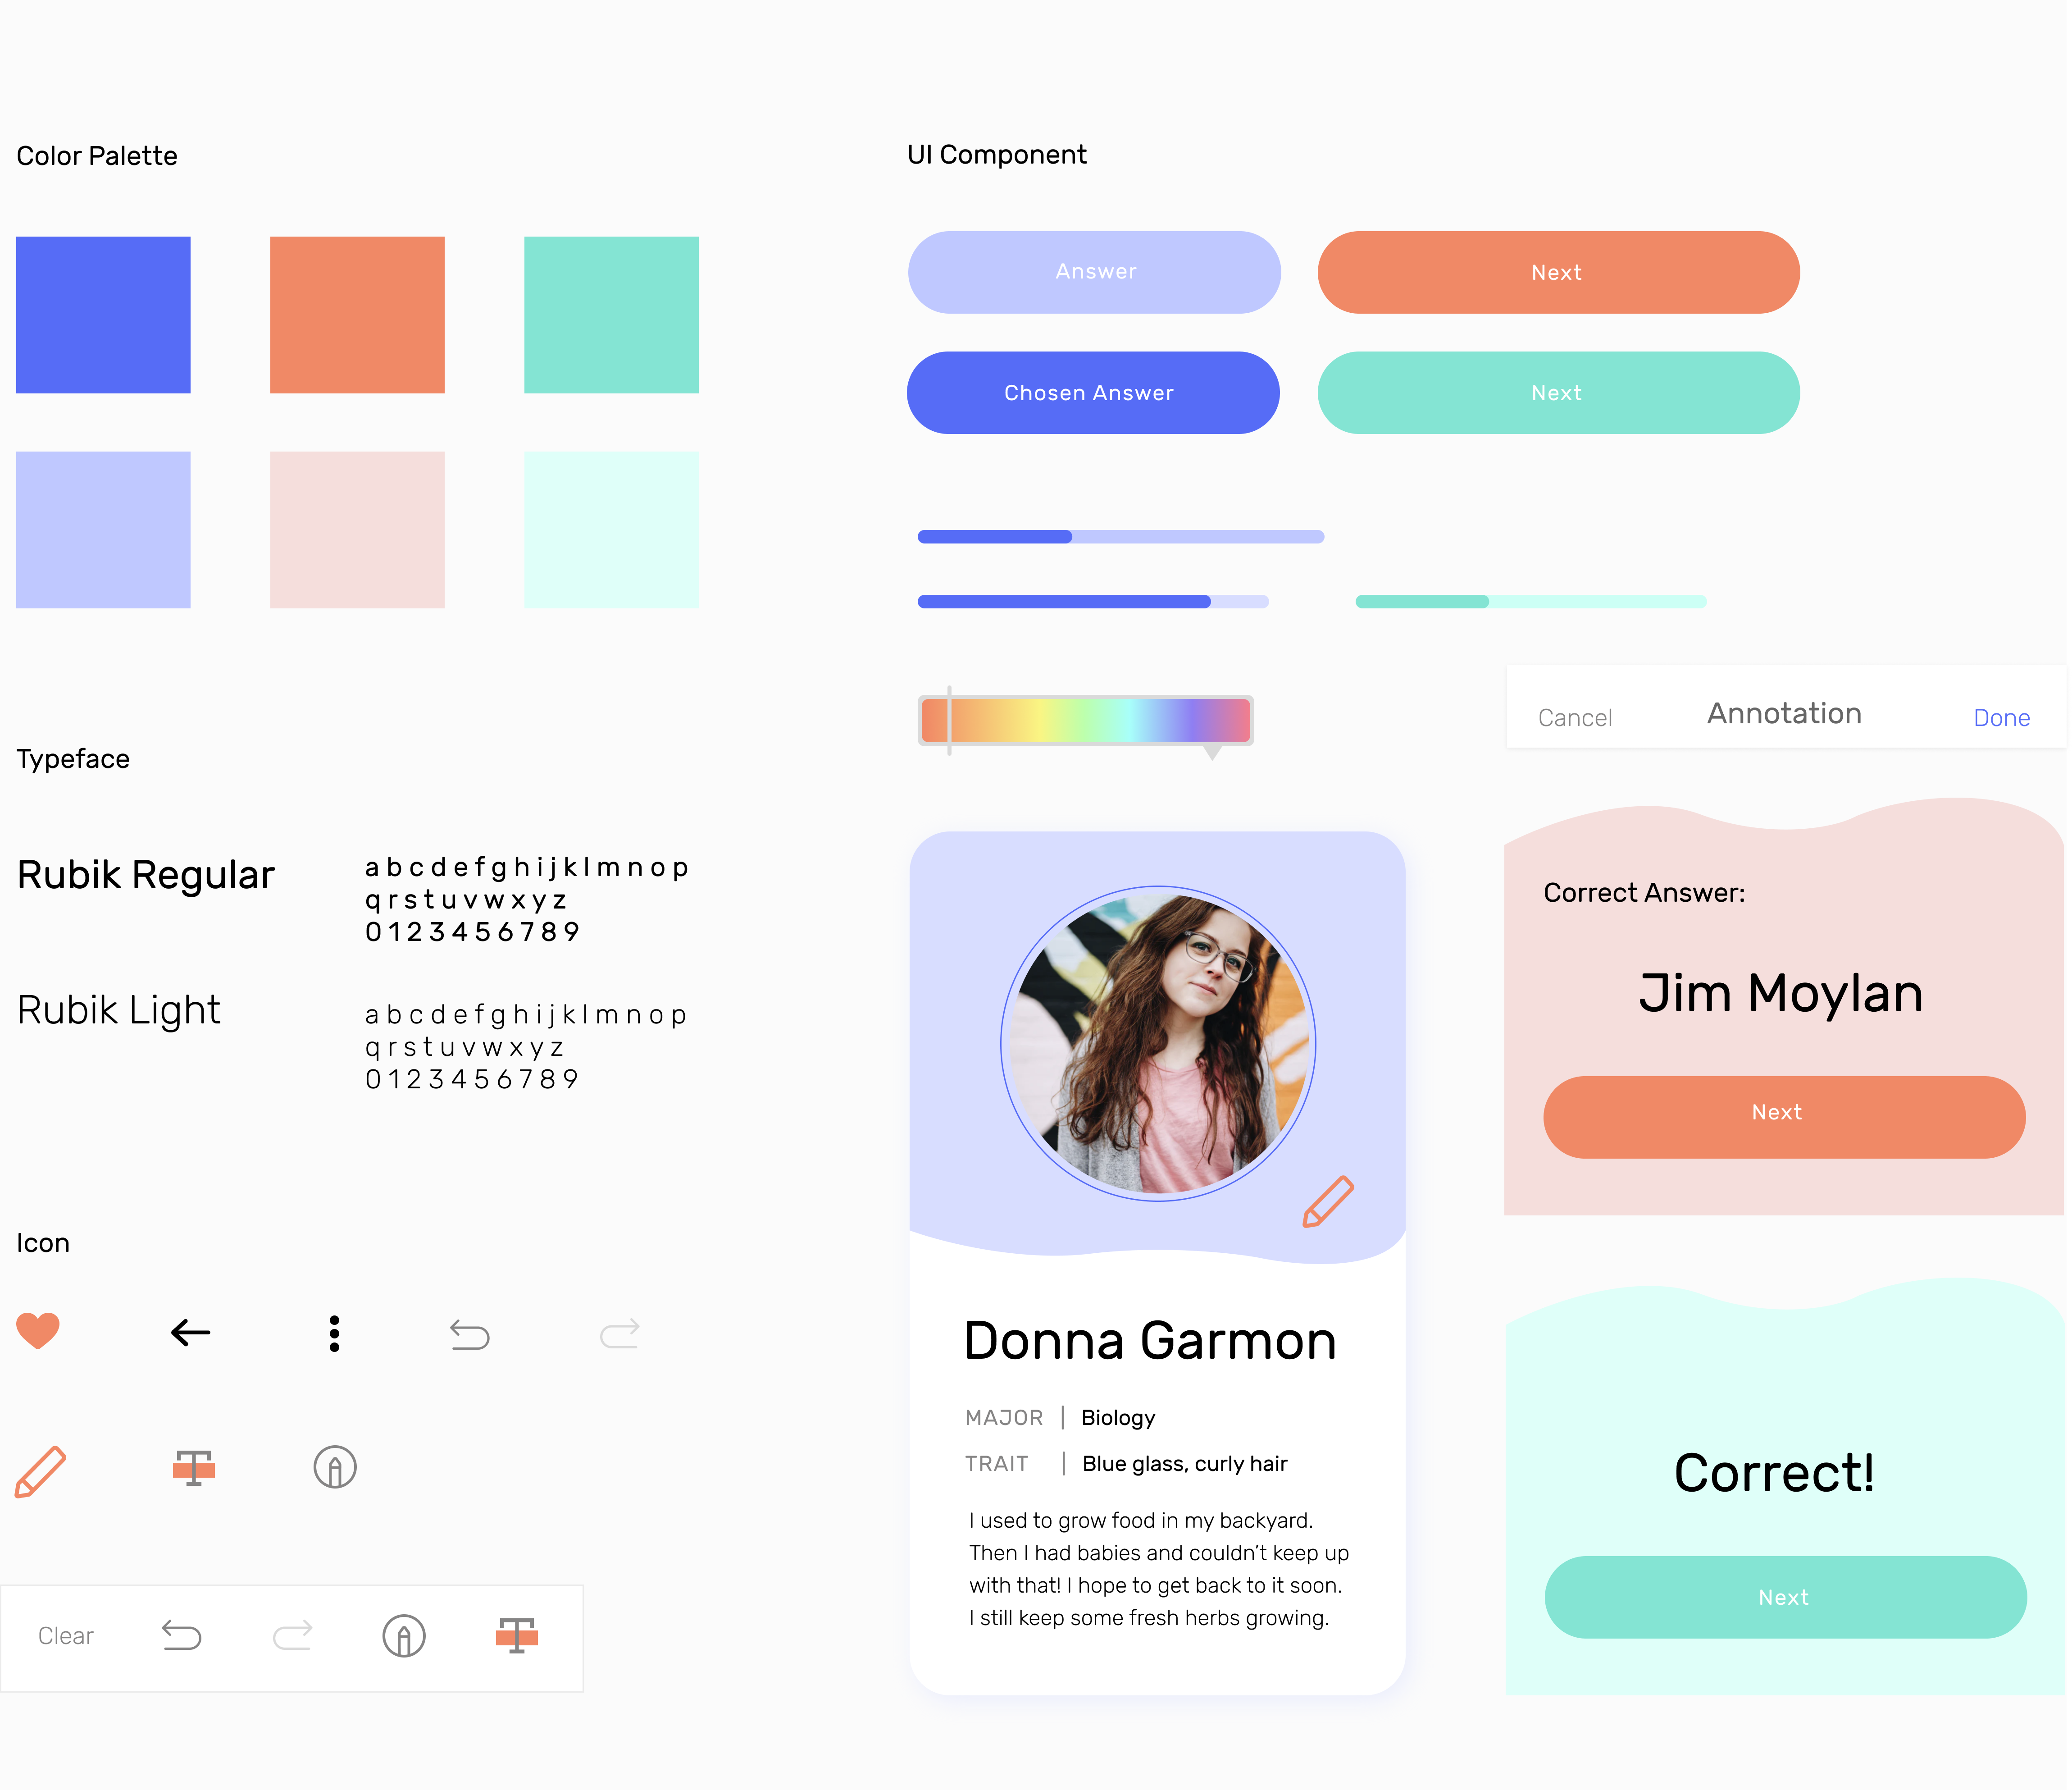 Color Palette
UI Component
Answer
Next
Chosen Answer
Next
Cancel
Annotation
Done
Typeface
Rubik Regular
a b c d e f g h i j k l m n o p
q r s t u v w x y z
0 1 2 3 4 5 6 7 8 9
Rubik Light
a b c d e f g h i j k l m n o p
q r s t u v w x y z
0 1 2 3 4 5 6 7 8 9
Icon
Clear
Donna Garmon
MAJOR | Biology
TRAIT | Blue glass, curly hair
I used to grow food in my backyard.
Then I had babies and couldn’t keep up
with that! I hope to get back to it soon.
I still keep some fresh herbs growing.
Correct Answer:
Jim Moylan
Next
Correct!
Next